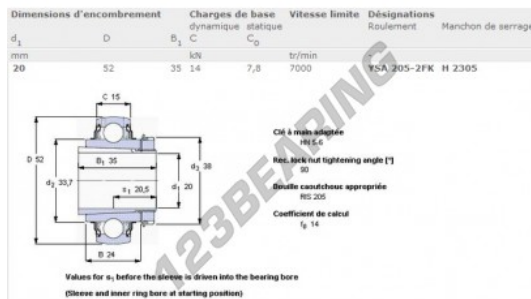 Dimensions d'encombrement Charges de base Vitesse limite Désignations
dynamique statique Roulement Manchon de serrage
d1 D B1 C C0
mm kN tr/min -
20 52 35 14 7,8 7000 YSA 205-2FK H 2305
C 15
D 52
B1 35
d2 33,7
s1 20,5
d1 20
d3 38
B 24
Clé à main adaptée
HN 5-6
Rec. lock nut tightening angle [°]
90
Douille caoutchouc appropriée
RIS 205
Coefficient de calcul
f0 14
123BEARING
Values for s1 before the sleeve is driven into the bearing bore
(Sleeve and inner ring bore at starting position)